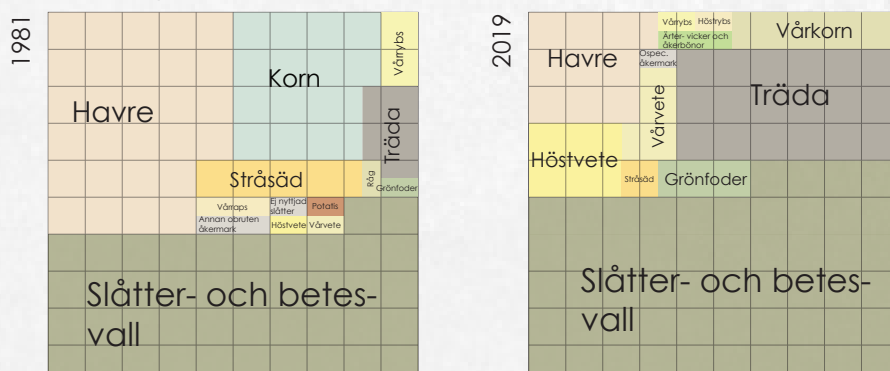 1981
Havre
Korn
Vårrybs
Träda
Stråsäd
Råg
Grönfoder
Vårraps
Ej nyttjad
slåtter
Potatis
Annan obruten
åkermark
Höstvete
Vårvete
Slåtter- och betes-
vall
2019
Havre
Vårrybs
Höstrybs
Ärter- vicker och
åkerbönor
Vårkorn
Ospec.
åkermark
Vårvete
Träda
Höstvete
Stråsäd
Grönfoder
Slåtter- och betes-
vall